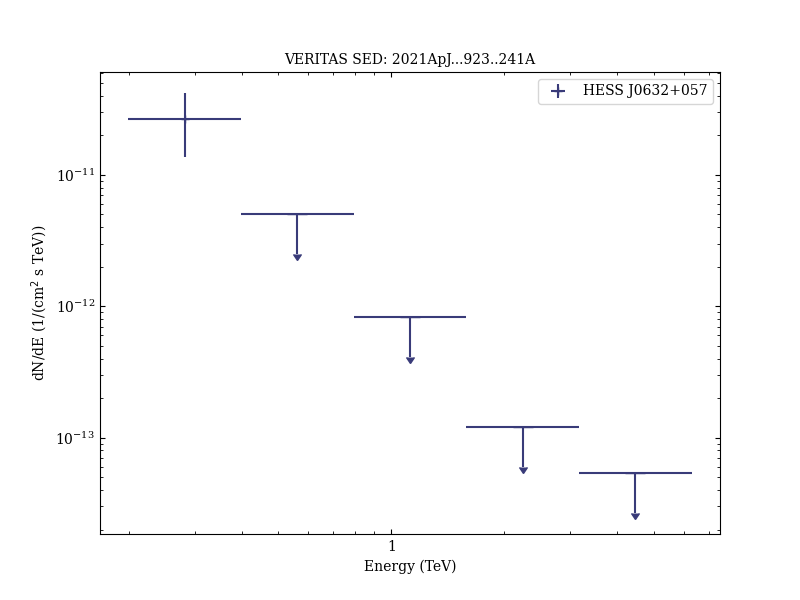 VERITAS SED: 2021ApJ...923..241A
HESS J0632+057
10⁻¹¹
10⁻¹²
10⁻¹³
dN/dE (1/(cm² s TeV))
1
Energy (TeV)